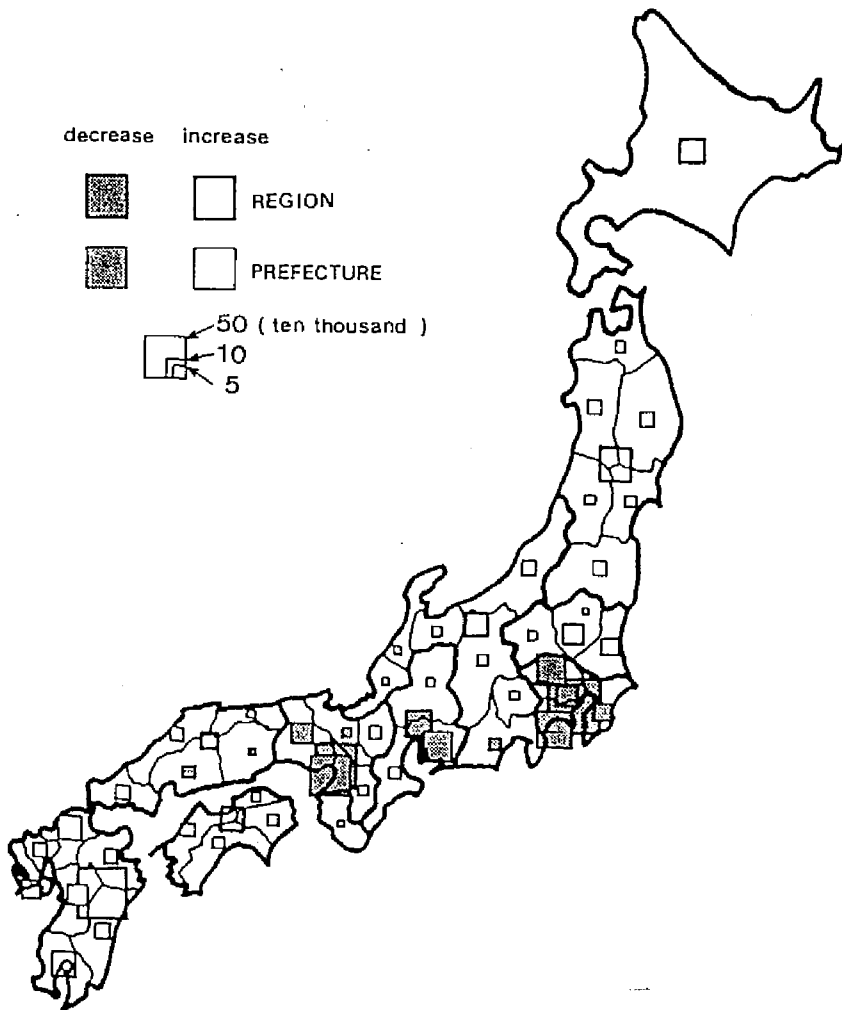 decrease increase
REGION
PREFECTURE
50 ( ten thousand )
10
5